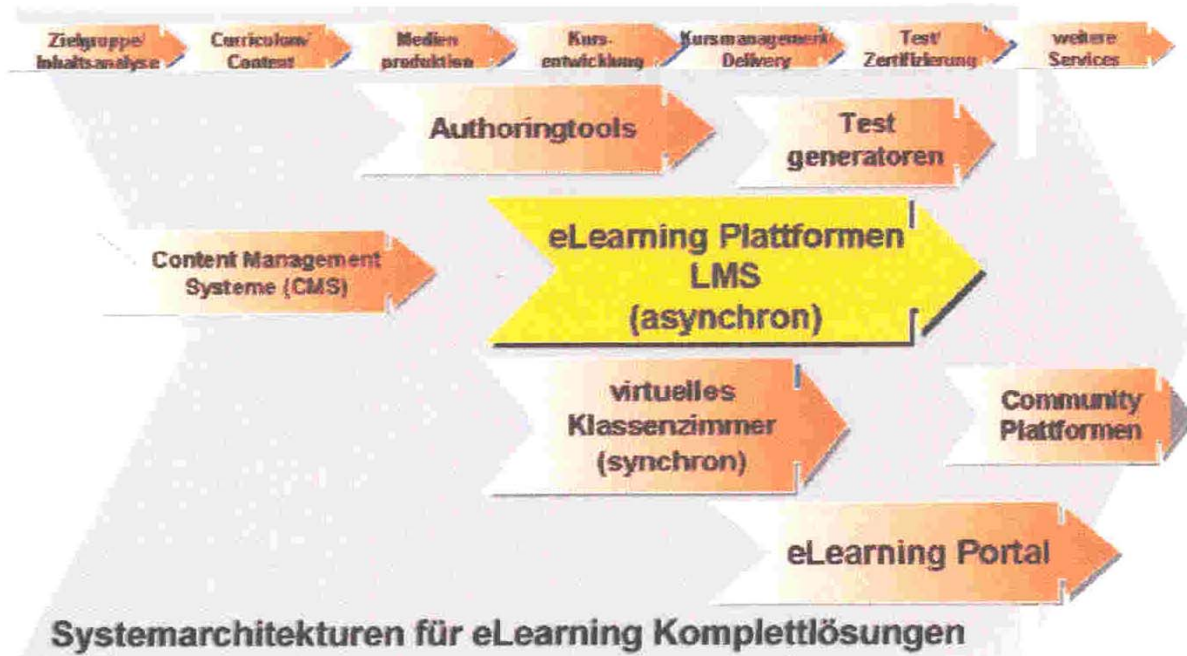 Zielgruppe/
Inhaltsanalyse
Curriculum/
Content
Medien
produktion
Kurs-
entwicklung
Kursmanagement/
Delivery
Test/
Zertifizierung
weitere
Services
Authoringtools
Test
generatoren
Content Management
Systeme (CMS)
eLearning Plattformen
LMS
(asynchron)
virtuelles
Klassenzimmer
(synchron)
Community
Plattformen
eLearning Portal
Systemarchitekturen für eLearning Komplettlösungen